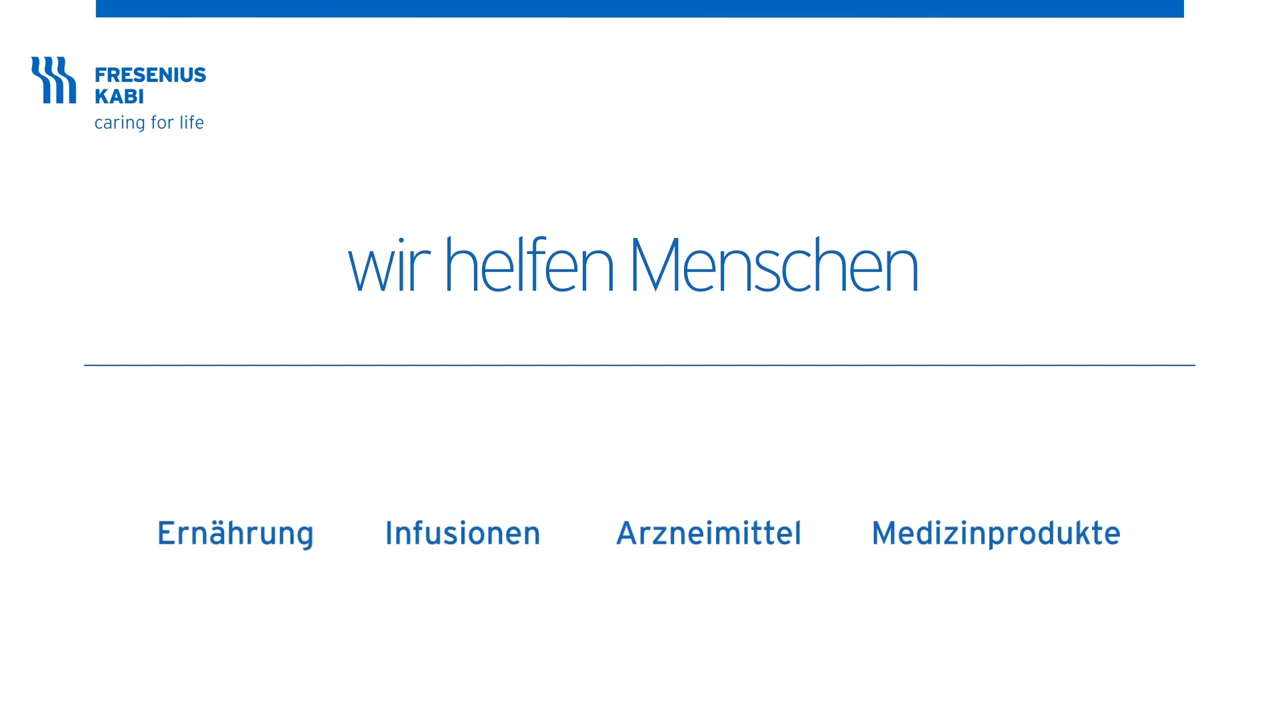 FRESENIUS
KABI
caring for life
wir helfen Menschen
Ernährung Infusionen Arzneimittel Medizinprodukte